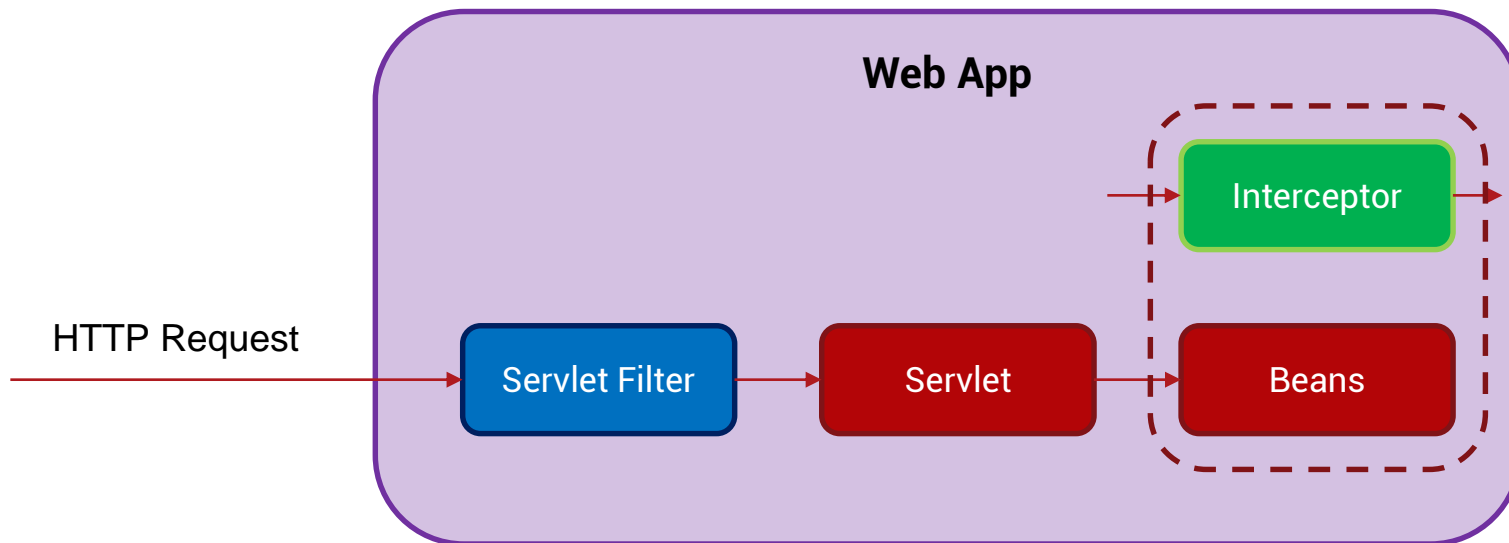 Web App
Interceptor
HTTP Request
Servlet Filter
Servlet
Beans